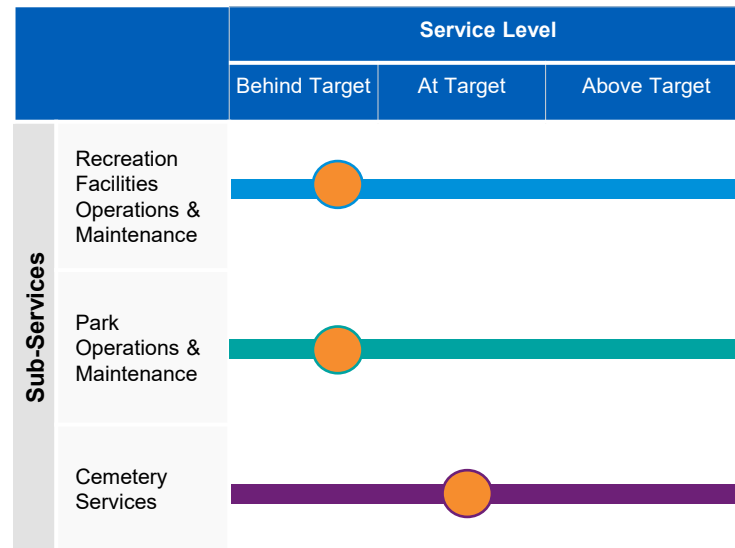 Service Level
Behind Target
At Target
Above Target
Sub-Services
Recreation
Facilities
Operations &
Maintenance
Park
Operations &
Maintenance
Cemetery
Services